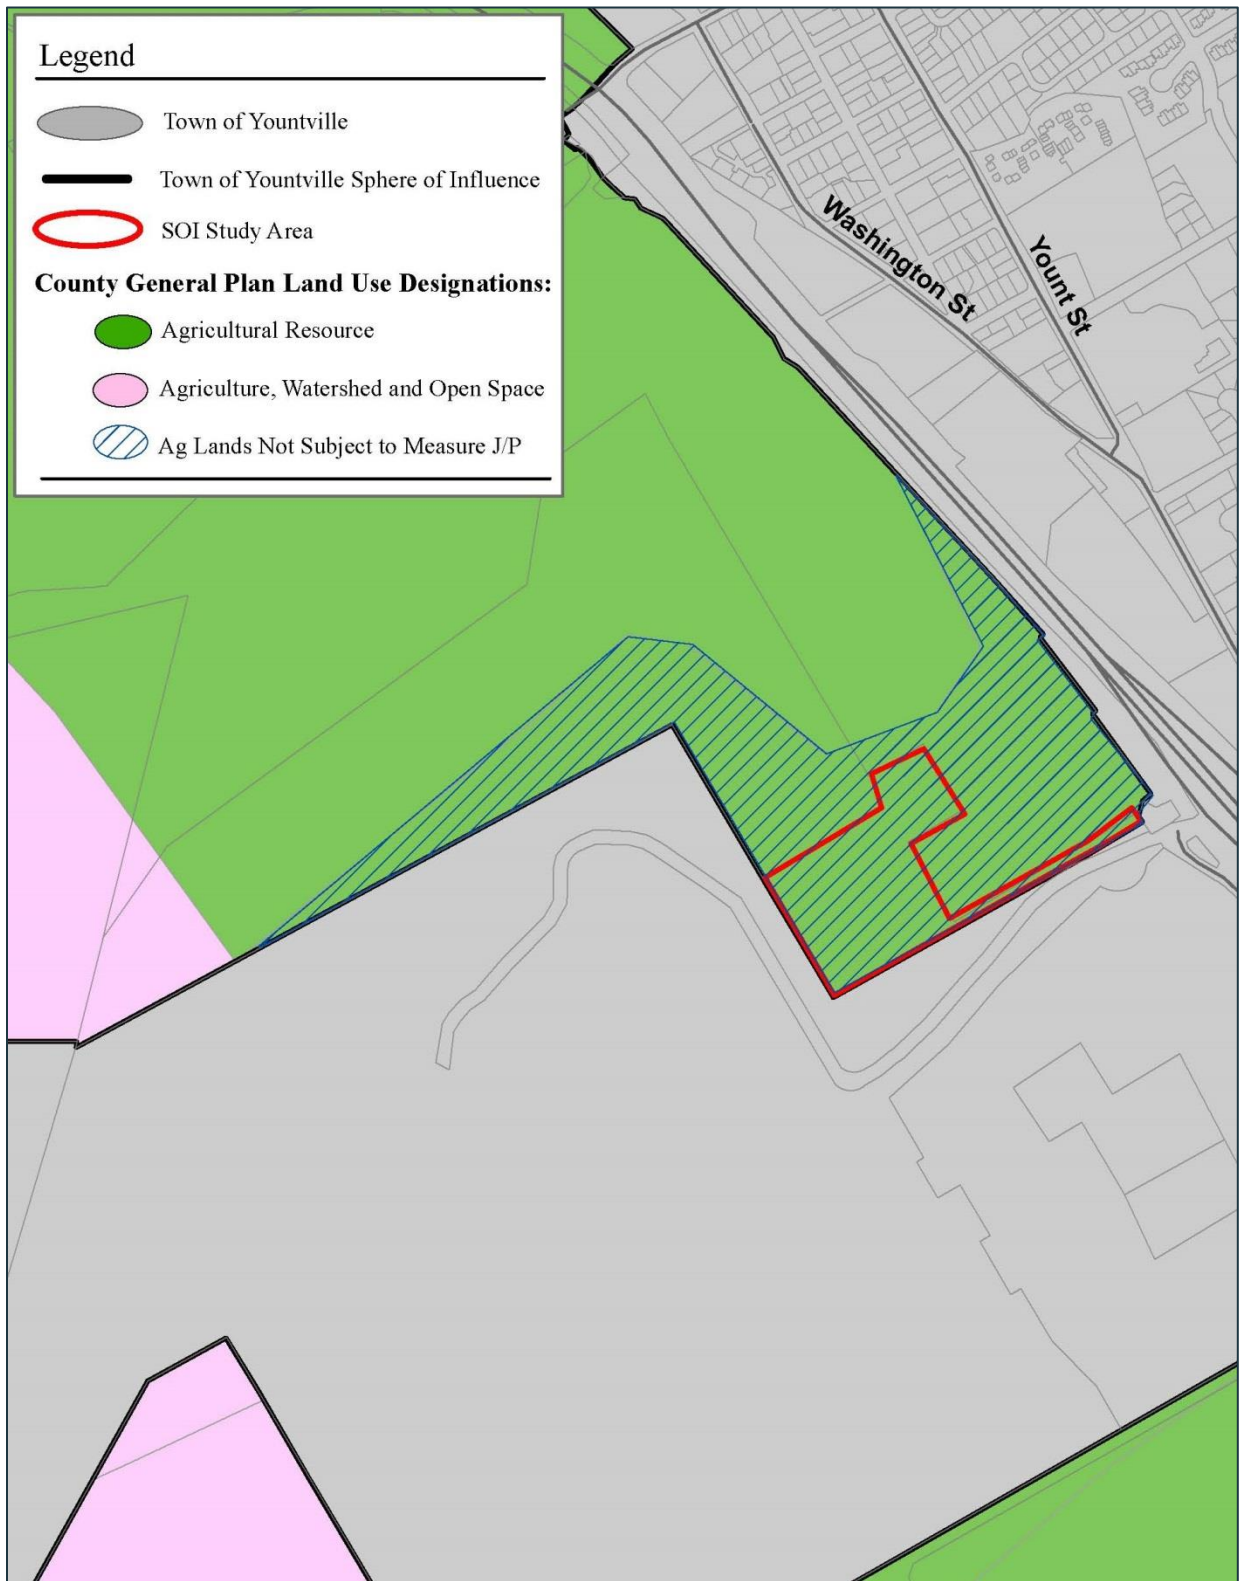 Legend
Town of Yountville
Town of Yountville Sphere of Influence
SOI Study Area
County General Plan Land Use Designations:
Agricultural Resource
Agriculture, Watershed and Open Space
Ag Lands Not Subject to Measure J/P
Washington St
Yount St